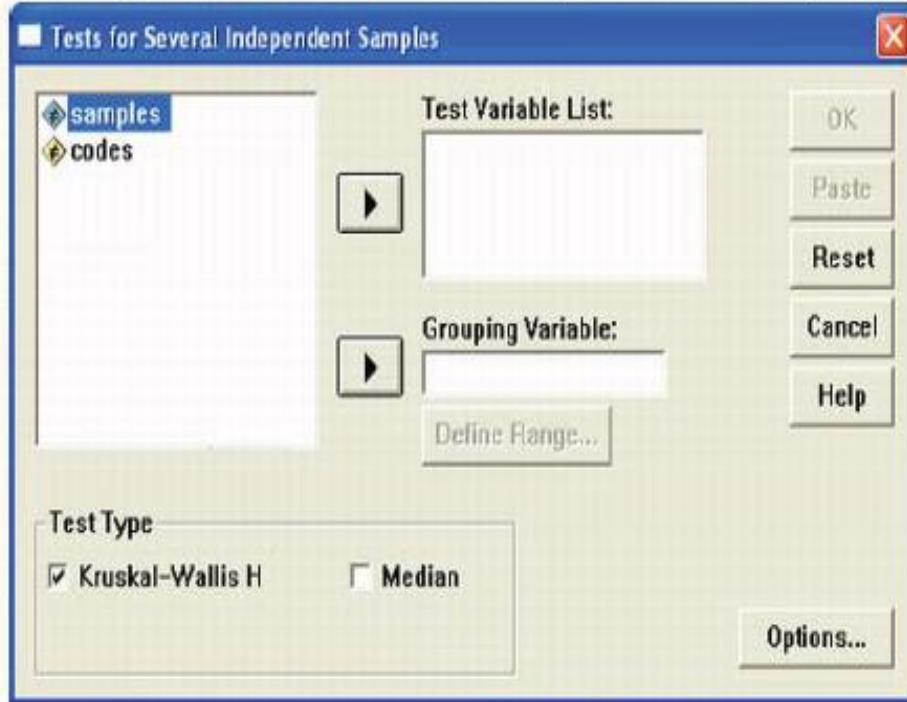 Tests for Several Independent Samples
samples
codes
Test Variable List:
Grouping Variable:
Define Range...
OK
Paste
Reset
Cancel
Help
Test Type
Kruskal-Wallis H
Median
Options...